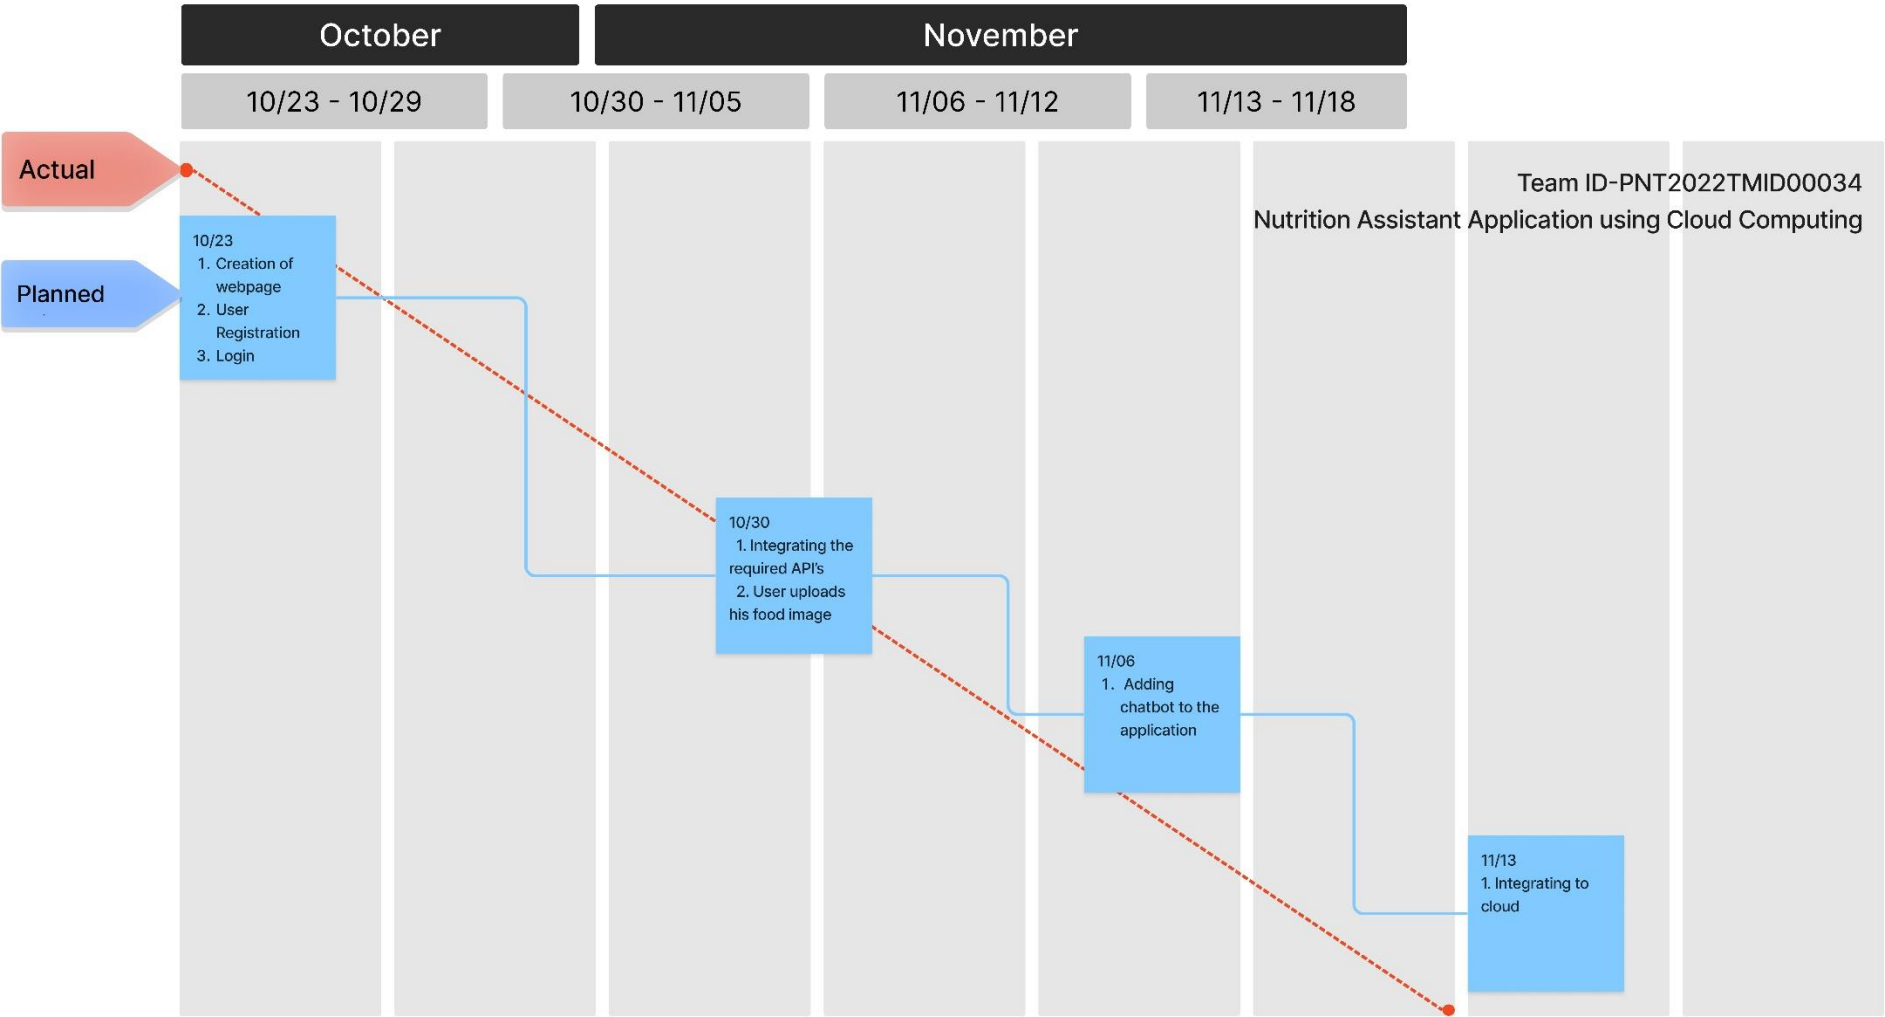 October
November
10/23 - 10/29
10/30 - 11/05
11/06 - 11/12
11/13 - 11/18
Actual
Team ID-PNT2022TMID00034
Nutrition Assistant Application using Cloud Computing
Planned
10/23
1. Creation of
webpage
2. User
Registration
3. Login
10/30
1. Integrating the
required API's
2. User uploads
his food image
11/06
1. Adding
chatbot to the
application
11/13
1. Integrating to
cloud